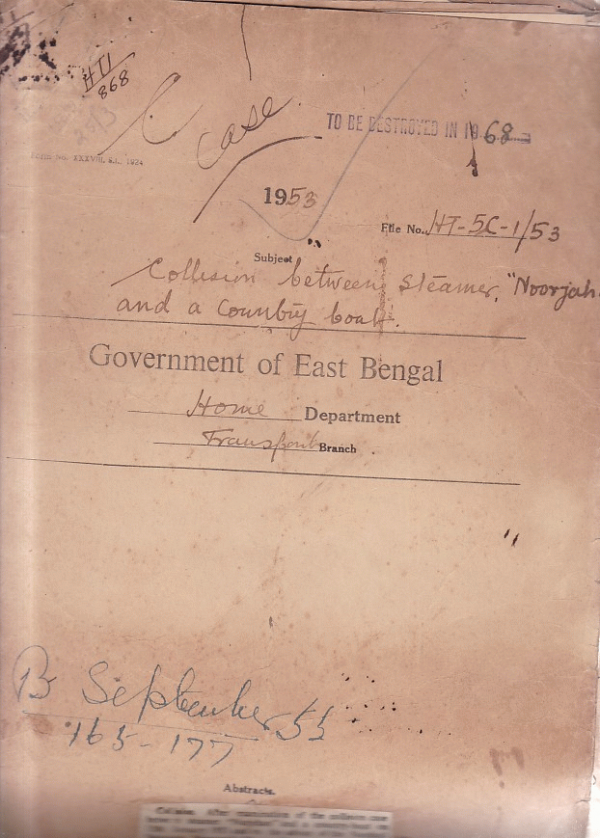 HTI
868
C
Case
TO BE DESTROYED IN 1968
1953
File No. HT-5C-1/53
Subject
Collision between steamer, "Noorjah
and a Country boat.
Government of East Bengal
Home Department
Transport Branch
B September 55
165-177
Abstracts.